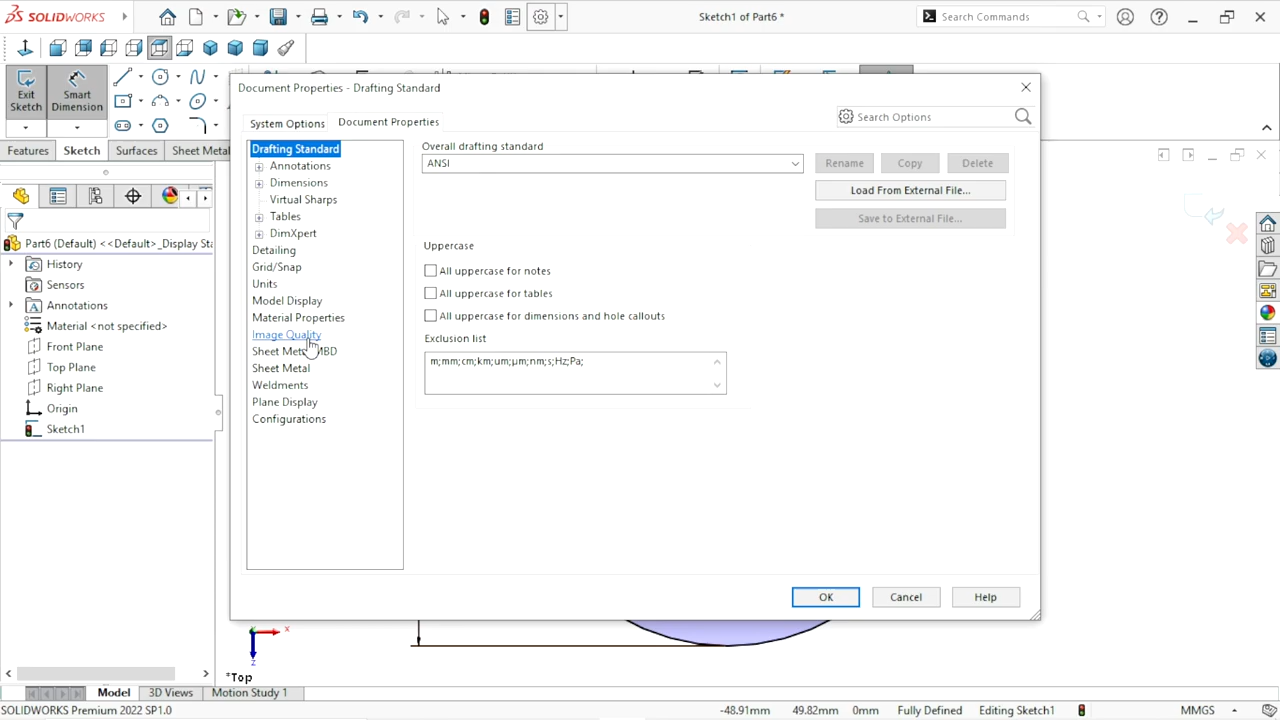 SOLIDWORKS
Sketch1 of Part6 *
Search Commands
Exit Sketch
Smart Dimension
Features
Sketch
Surfaces
Sheet Metal
Document Properties - Drafting Standard
System Options
Document Properties
Search Options
Drafting Standard
Annotations
Dimensions
Virtual Sharps
Tables
DimXpert
Detailing
Grid/Snap
Units
Model Display
Material Properties
Image Quality
Sheet Metal MBD
Sheet Metal
Weldments
Plane Display
Configurations
Overall drafting standard
ANSI
Rename
Copy
Delete
Load From External File...
Save to External File...
Uppercase
All uppercase for notes
All uppercase for tables
All uppercase for dimensions and hole callouts
Exclusion list
m;mm;cm;km;um;µm;nm;s;Hz;Pa;
OK
Cancel
Help
Part6 (Default) <<Default>_Display Sta
History
Sensors
Annotations
Material <not specified>
Front Plane
Top Plane
Right Plane
Origin
Sketch1
x
z
*Top
Model
3D Views
Motion Study 1
SOLIDWORKS Premium 2022 SP1.0
-48.91mm
49.82mm
0mm
Fully Defined
Editing Sketch1
MMGS